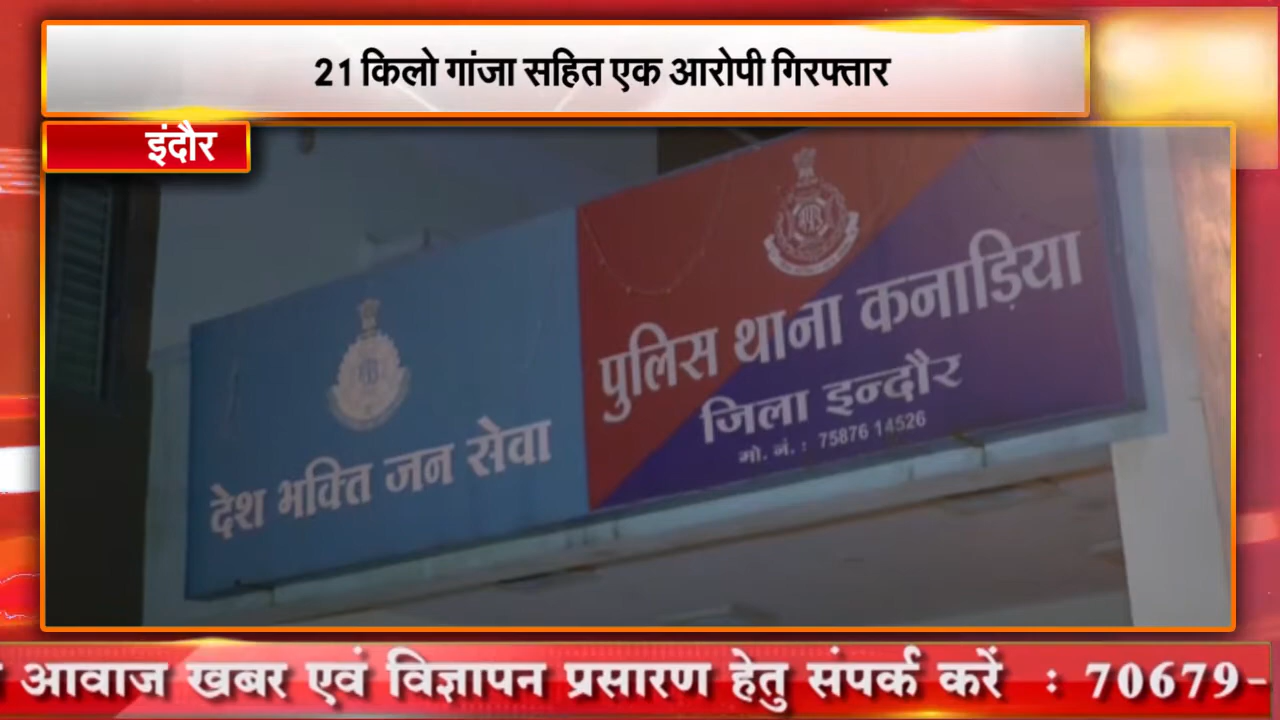 21 किलो गांजा सहित एक आरोपी गिरफ्तार
इंदौर
देश भक्ति जन सेवा
पुलिस थाना कनाड़िया
जिला इन्दौर
मो. नं. : 75876 14526
आवाज खबर एवं विज्ञापन प्रसारण हेतु संपर्क करें : 70679-